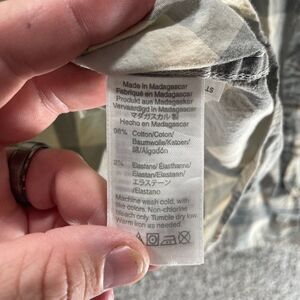 Made in Madagascar
Fabriqué en Madagascar
Produkt aus Madagascar
Vervaardigd in Madagascar
マダガスカル製
Hecho en Madagascar
98% Cotton/Coton/
Baumwolle/Katoen/
綿/Algodón
2% Elastane/Élasthanne/
Elastan/Elastaan/
エラステーン/
Elastano
Machine wash cold, with
like colors. Non-chlorine
bleach only. Tumble dry low.
Warm iron as needed.